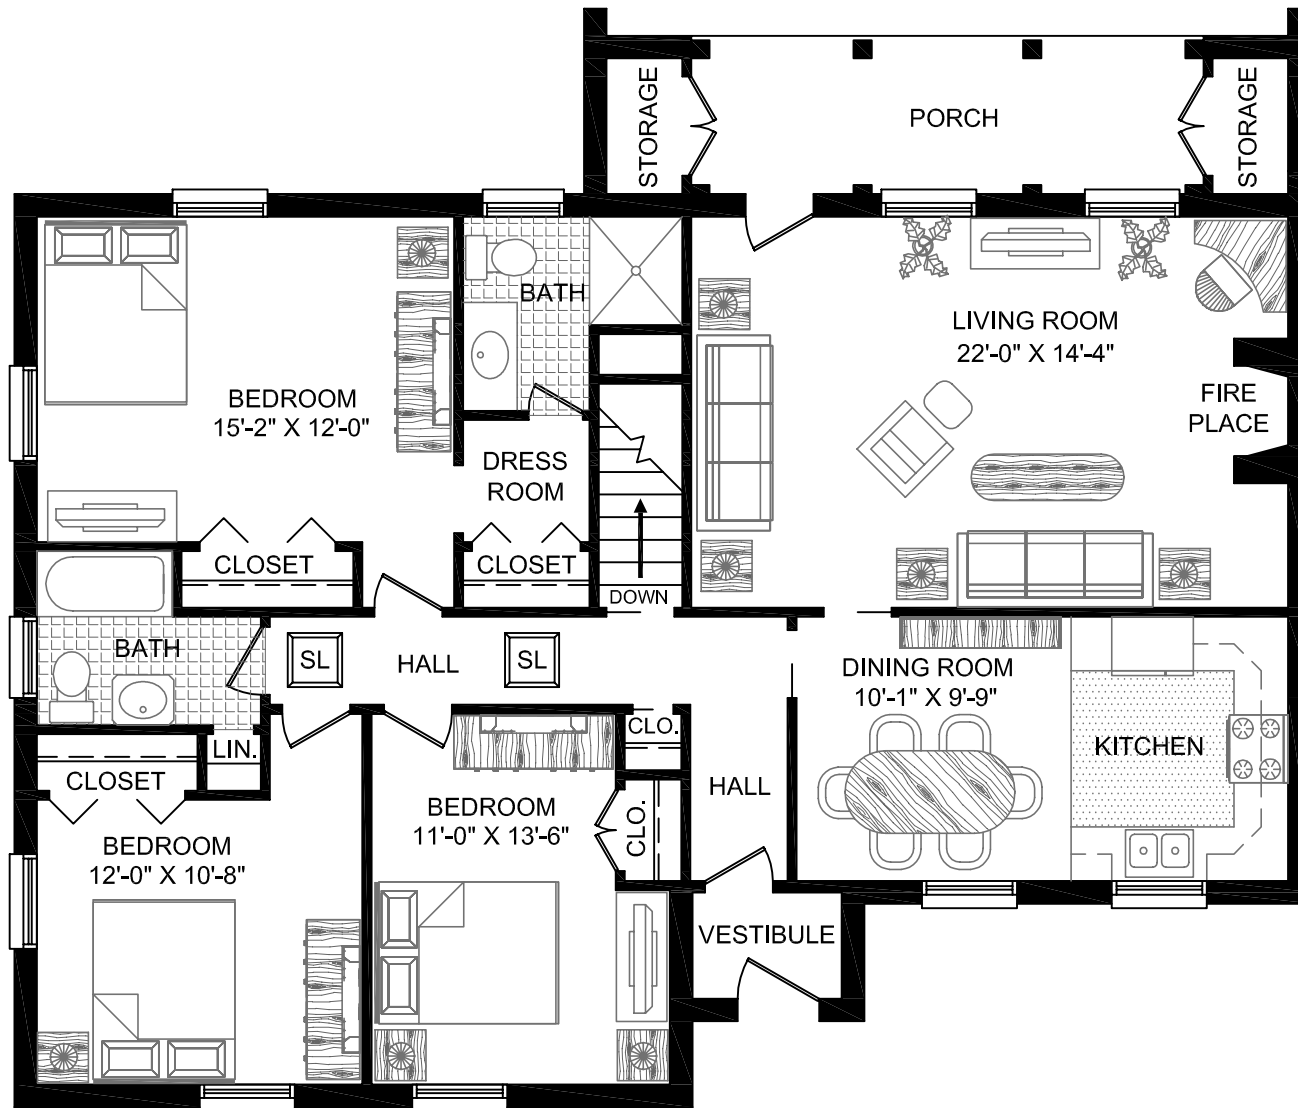 STORAGE
PORCH
STORAGE
BATH
LIVING ROOM
22'-0" X 14'-4"
BEDROOM
15'-2" X 12'-0"
FIRE
PLACE
DRESS
ROOM
CLOSET
CLOSET
DOWN
BATH
SL
HALL
SL
DINING ROOM
10'-1" X 9'-9"
CLO.
KITCHEN
LIN.
CLOSET
HALL
BEDROOM
11'-0" X 13'-6"
CLO.
BEDROOM
12'-0" X 10'-8"
VESTIBULE